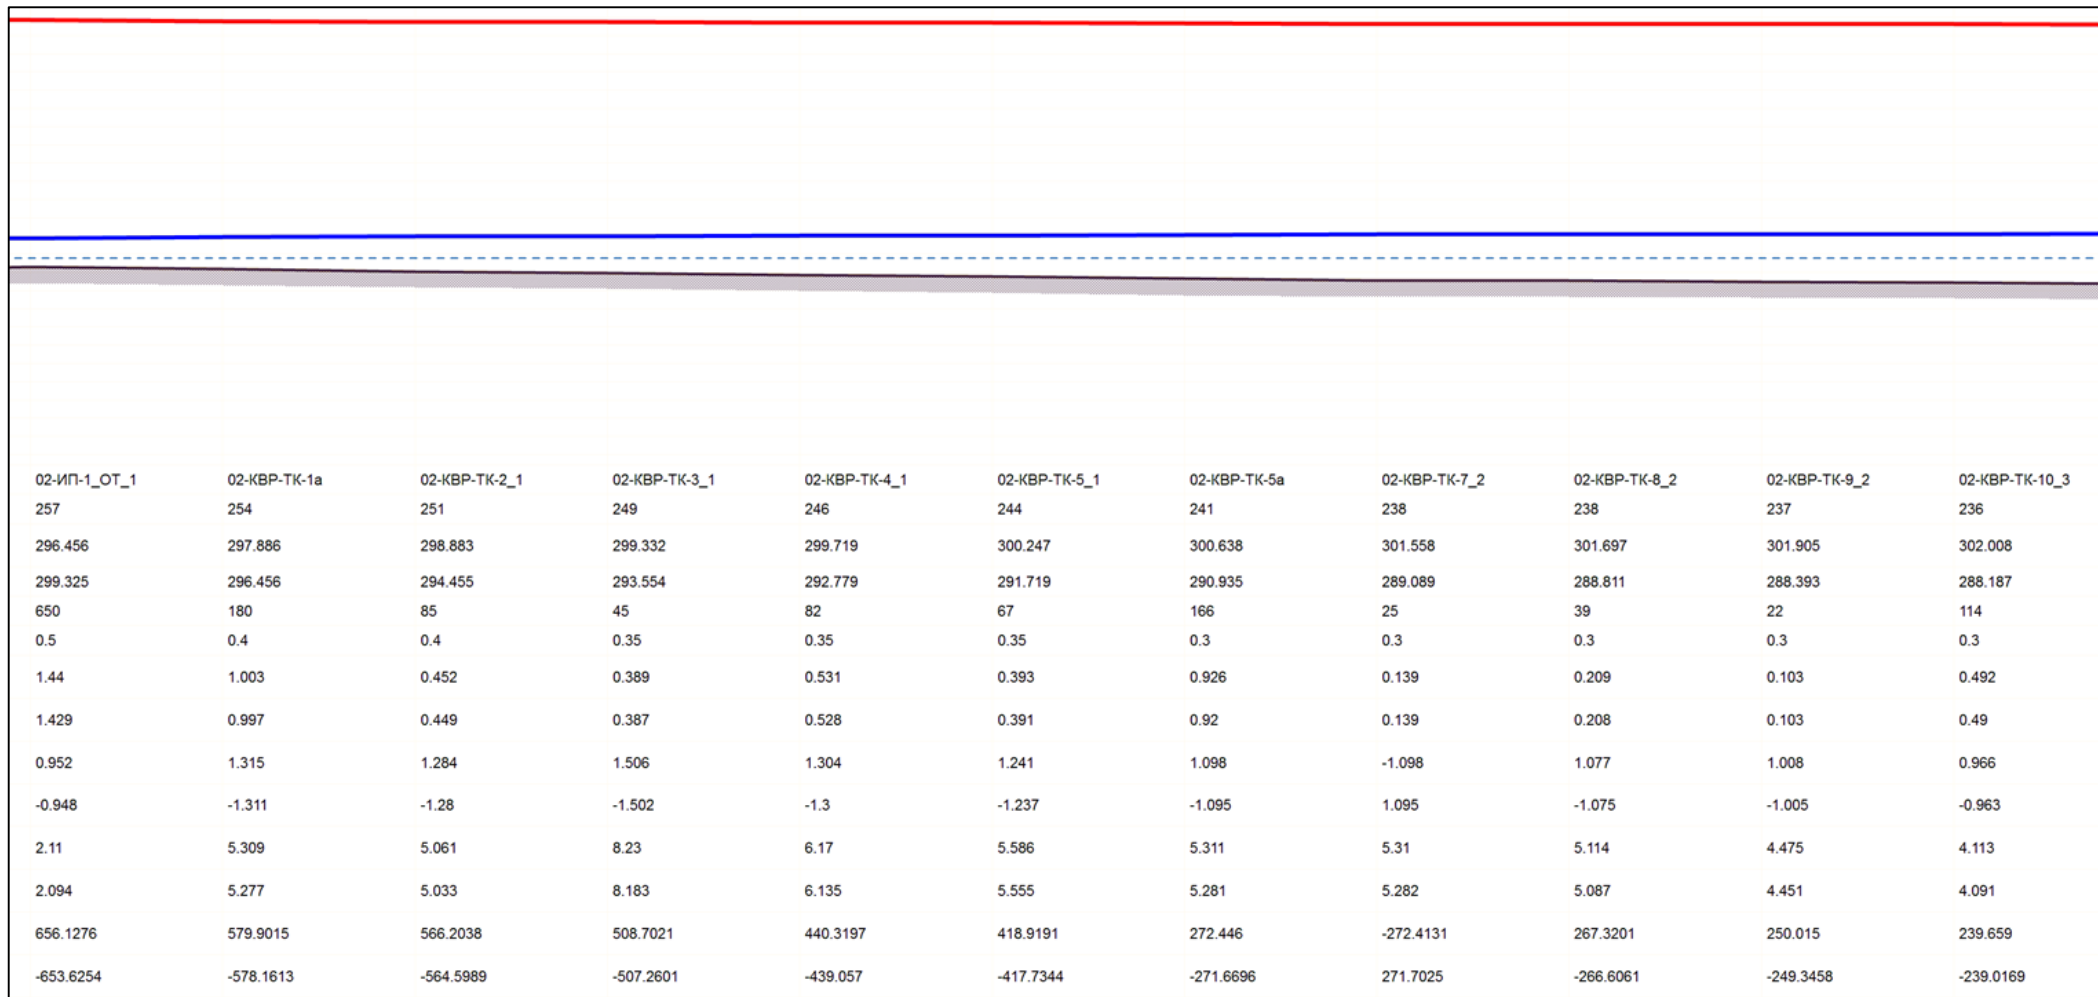 02-ИП-1_ОТ_1 02-КВР-ТК-1а 02-КВР-ТК-2_1 02-КВР-ТК-3_1 02-КВР-ТК-4_1 02-КВР-ТК-5_1 02-КВР-ТК-5а 02-КВР-ТК-7_2 02-КВР-ТК-8_2 02-КВР-ТК-9_2 02-КВР-ТК-10_3
257 254 251 249 246 244 241 238 238 237 236
296.456 297.886 298.883 299.332 299.719 300.247 300.638 301.558 301.697 301.905 302.008
299.325 296.456 294.455 293.554 292.779 291.719 290.935 289.089 288.811 288.393 288.187
650 180 85 45 82 67 166 25 39 22 114
0.5 0.4 0.4 0.35 0.35 0.35 0.3 0.3 0.3 0.3 0.3
1.44 1.003 0.452 0.389 0.531 0.393 0.926 0.139 0.209 0.103 0.492
1.429 0.997 0.449 0.387 0.528 0.391 0.92 0.139 0.208 0.103 0.49
0.952 1.315 1.284 1.506 1.304 1.241 1.098 -1.098 1.077 1.008 0.966
-0.948 -1.311 -1.28 -1.502 -1.3 -1.237 -1.095 1.095 -1.075 -1.005 -0.963
2.11 5.309 5.061 8.23 6.17 5.586 5.311 5.31 5.114 4.475 4.113
2.094 5.277 5.033 8.183 6.135 5.555 5.281 5.282 5.087 4.451 4.091
656.1276 579.9015 566.2038 508.7021 440.3197 418.9191 272.446 -272.4131 267.3201 250.015 239.659
-653.6254 -578.1613 -564.5989 -507.2601 -439.057 -417.7344 -271.6696 271.7025 -266.6061 -249.3458 -239.0169